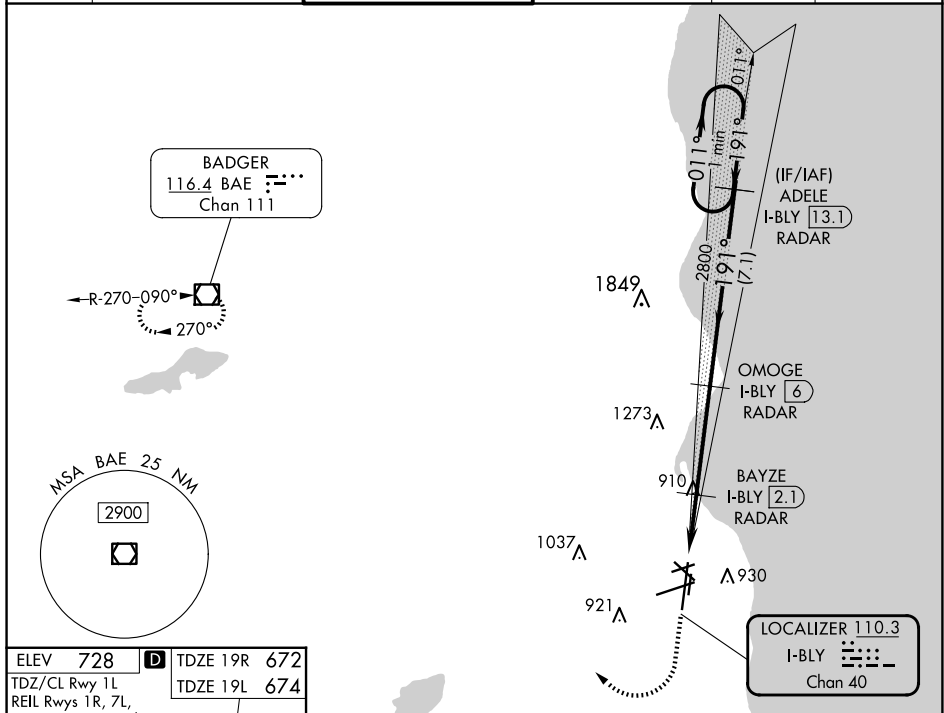 BADGER
116.4 BAE
Chan 111
R-270
090°
270°
MSA BAE 25 NM
2900
011°
011°
1 min
191°
(IF/IAF)
ADELE
I-BLY 13.1
RADAR
2800
191°
(7.1)
1849
OMOGE
I-BLY 6
RADAR
1273
910
BAYZE
I-BLY 2.1
RADAR
1037
930
921
LOCALIZER 110.3
I-BLY
Chan 40
ELEV 728 D TDZE 19R 672
TDZE 19L 674
TDZ/CL Rwy 1L
REIL Rwys 1R, 7L,